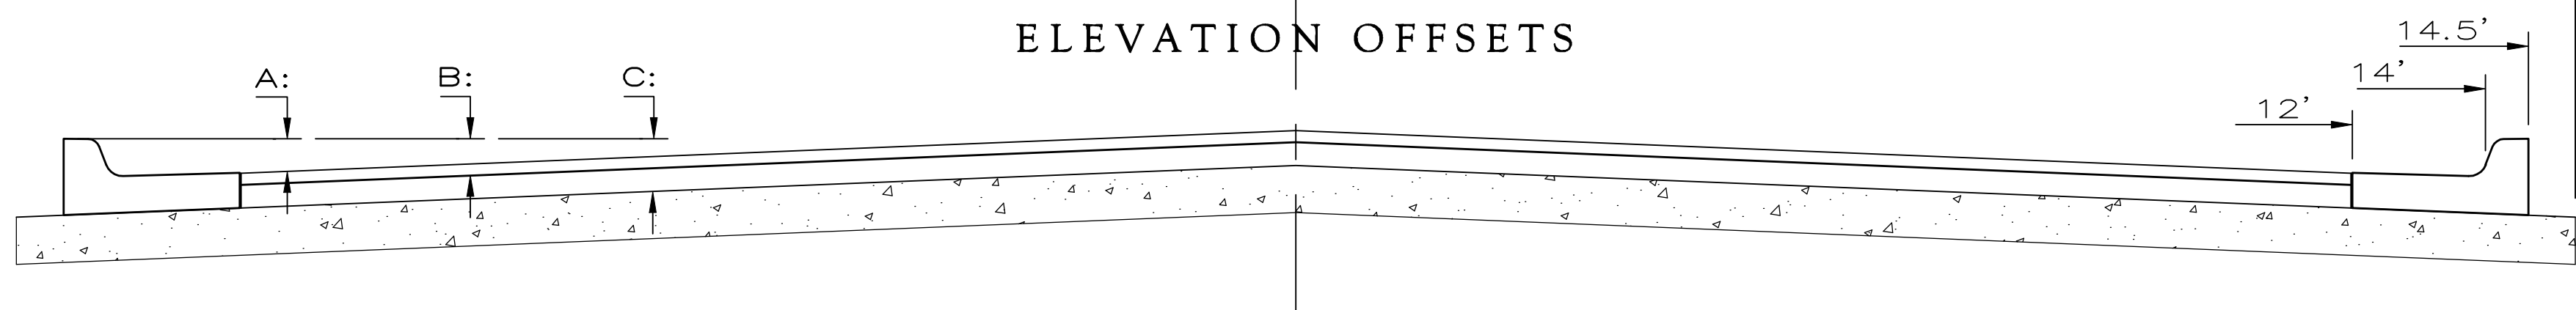 ELEVATION OFFSETS
14.5'
14'
A:
B:
C:
12'